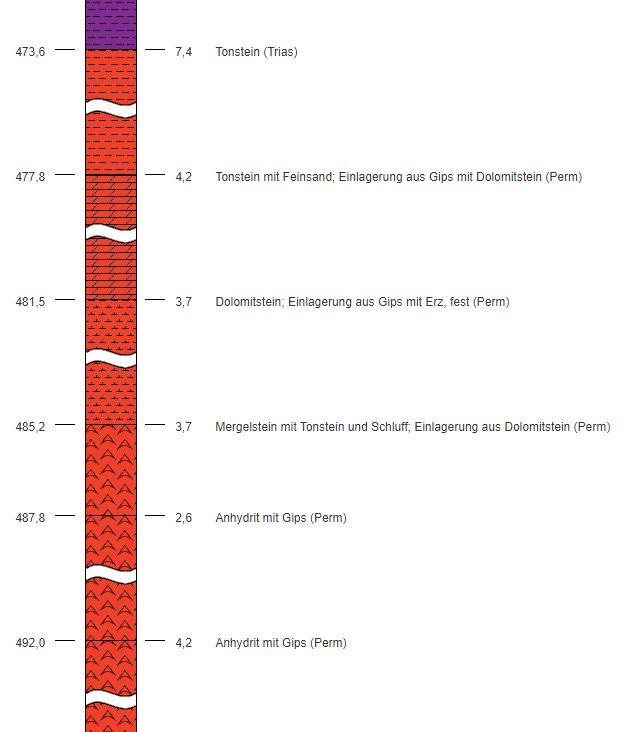 473,6 7,4 Tonstein (Trias)
477,8 4,2 Tonstein mit Feinsand; Einlagerung aus Gips mit Dolomitstein (Perm)
481,5 3,7 Dolomitstein; Einlagerung aus Gips mit Erz, fest (Perm)
485,2 3,7 Mergelstein mit Tonstein und Schluff; Einlagerung aus Dolomitstein (Perm)
487,8 2,6 Anhydrit mit Gips (Perm)
492,0 4,2 Anhydrit mit Gips (Perm)